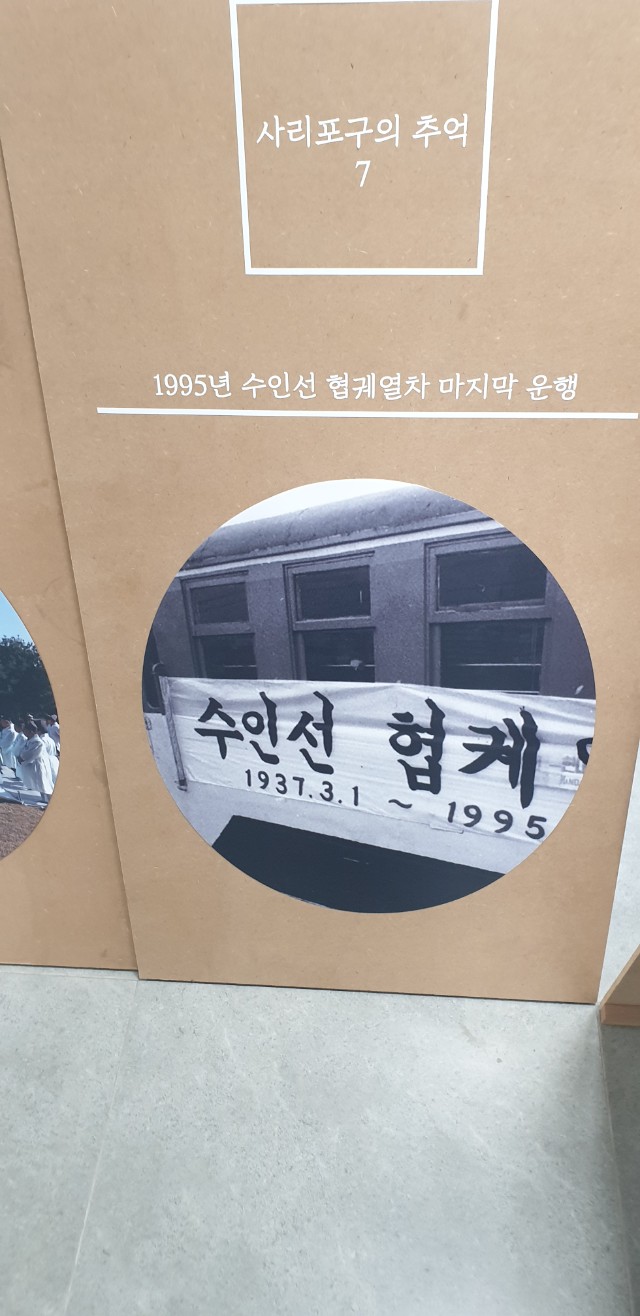 사리포구의 추억
7
1995년 수인선 협궤열차 마지막 운행
수인선 협궤
1937.3.1 ~ 1995